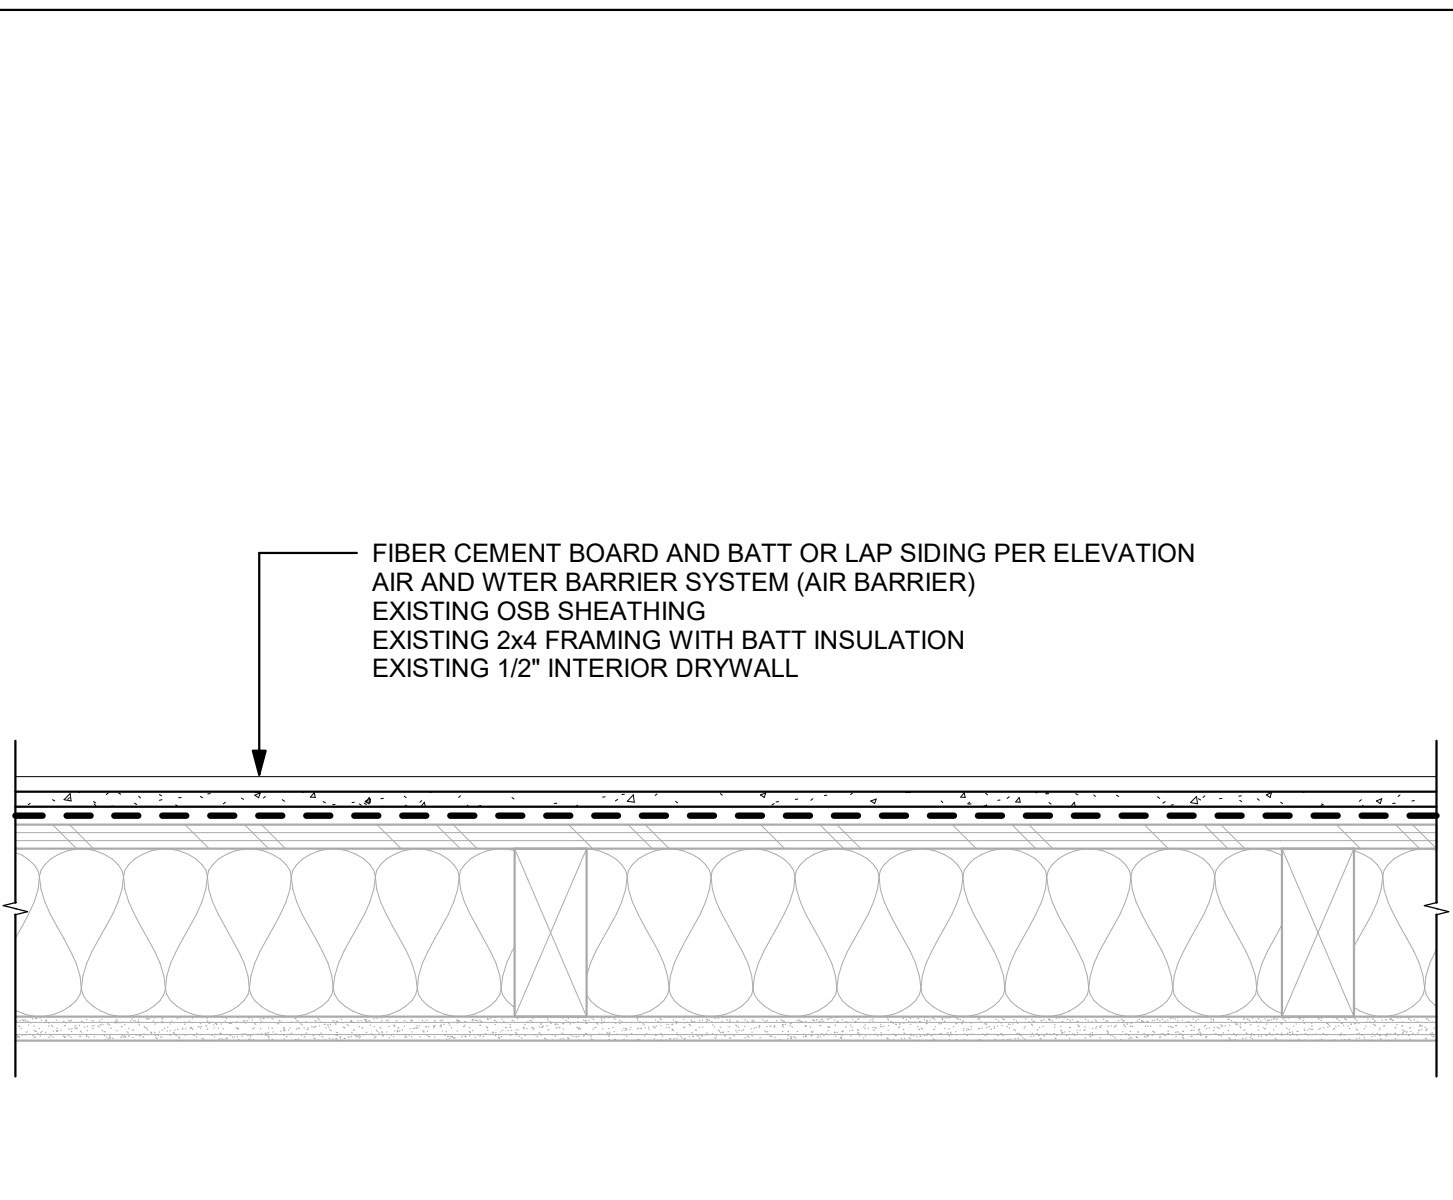 FIBER CEMENT BOARD AND BATT OR LAP SIDING PER ELEVATION
AIR AND WTER BARRIER SYSTEM (AIR BARRIER)
EXISTING OSB SHEATHING
EXISTING 2x4 FRAMING WITH BATT INSULATION
EXISTING 1/2" INTERIOR DRYWALL